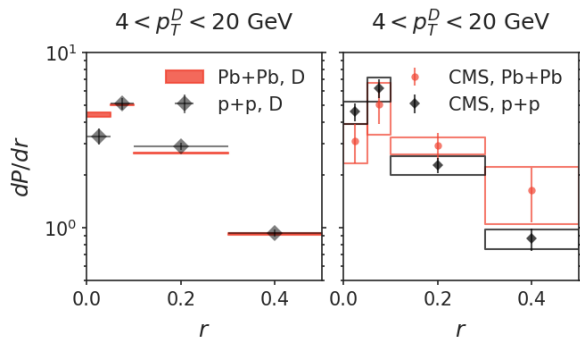 4 < p_T^D < 20 GeV
4 < p_T^D < 20 GeV
10^1
Pb+Pb, D
p+p, D
CMS, Pb+Pb
CMS, p+p
dP/dr
10^0
0.0 0.2 0.4
0.0 0.2 0.4
r
r